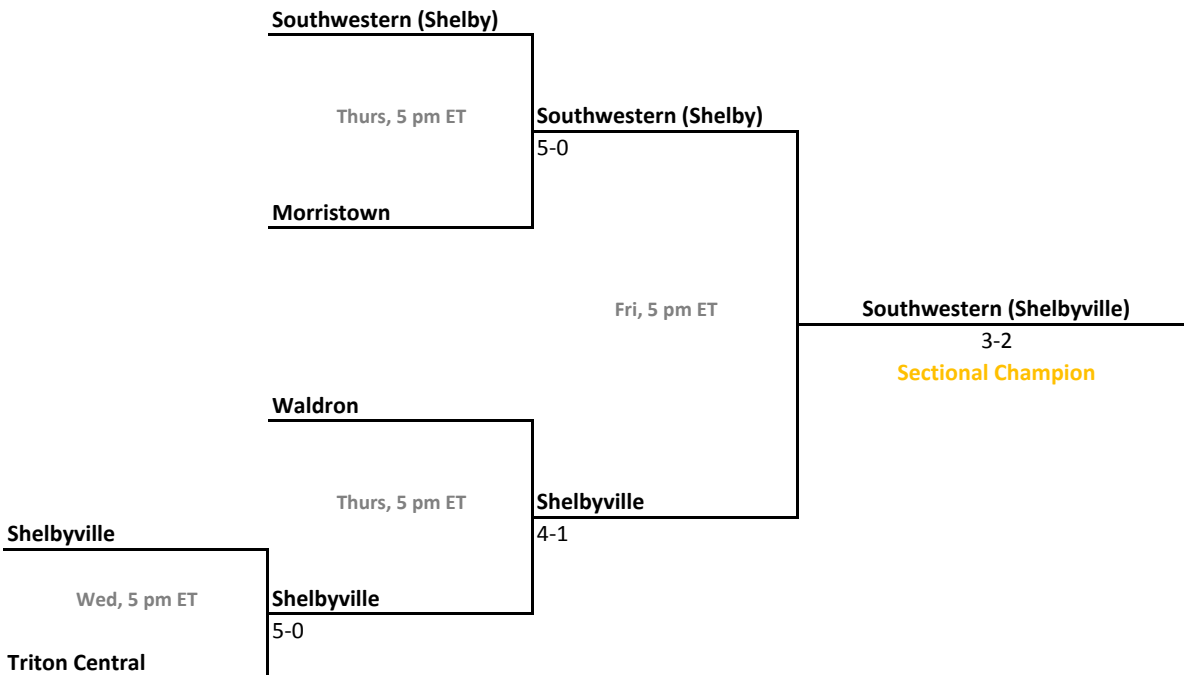 Southwestern (Shelby)
Thurs, 5 pm ET
Southwestern (Shelby)
5-0
Morristown
Fri, 5 pm ET
Southwestern (Shelbyville)
3-2
Sectional Champion
Waldron
Thurs, 5 pm ET
Shelbyville
4-1
Shelbyville
Wed, 5 pm ET
Shelbyville
5-0
Triton Central